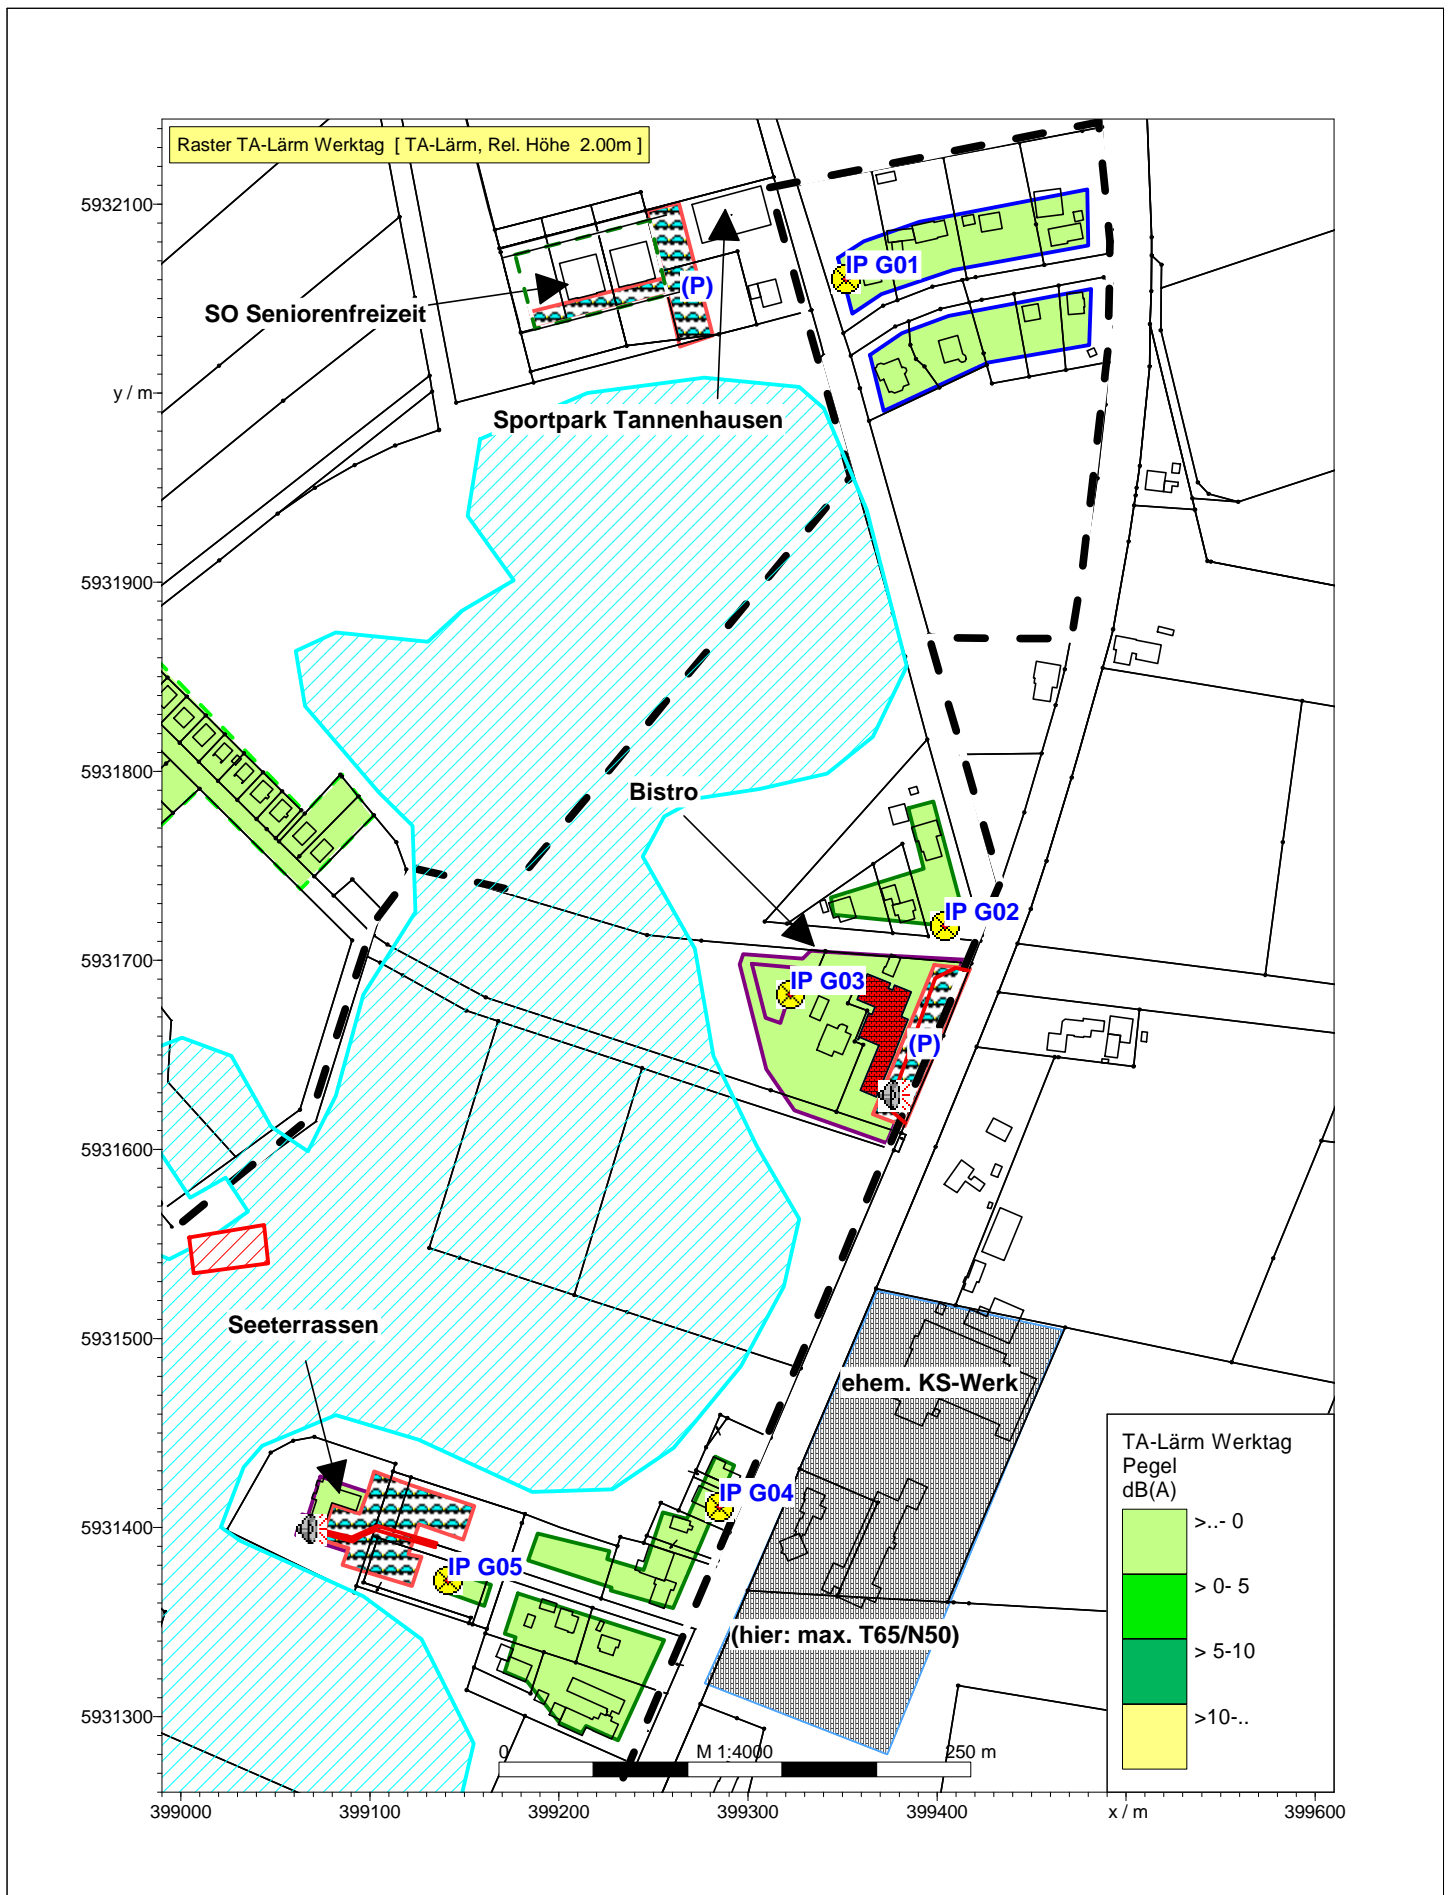 Raster TA-Lärm Werktag [ TA-Lärm, Rel. Höhe 2.00m ]
5932100
IP G01
(P)
SO Seniorenfreizeit
y / m
Sportpark Tannenhausen
5931900
5931800
Bistro
IP G02
5931700
IP G03
(P)
5931600
5931500
Seeterrassen
ehem. KS-Werk
TA-Lärm Werktag
Pegel
dB(A)
IP G04
>..- 0
5931400
IP G05
> 0- 5
(hier: max. T65/N50)
> 5-10
5931300
>10-..
0 M 1:4000 250 m
399000 399100 399200 399300 399400 x / m 399600